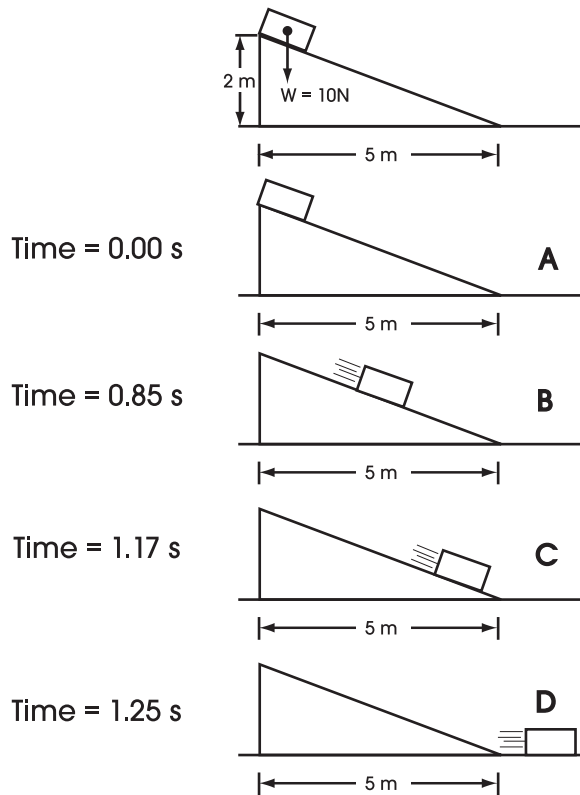 2 m
W = 10N
5 m
Time = 0.00 s
A
5 m
Time = 0.85 s
B
5 m
Time = 1.17 s
C
5 m
Time = 1.25 s
D
5 m